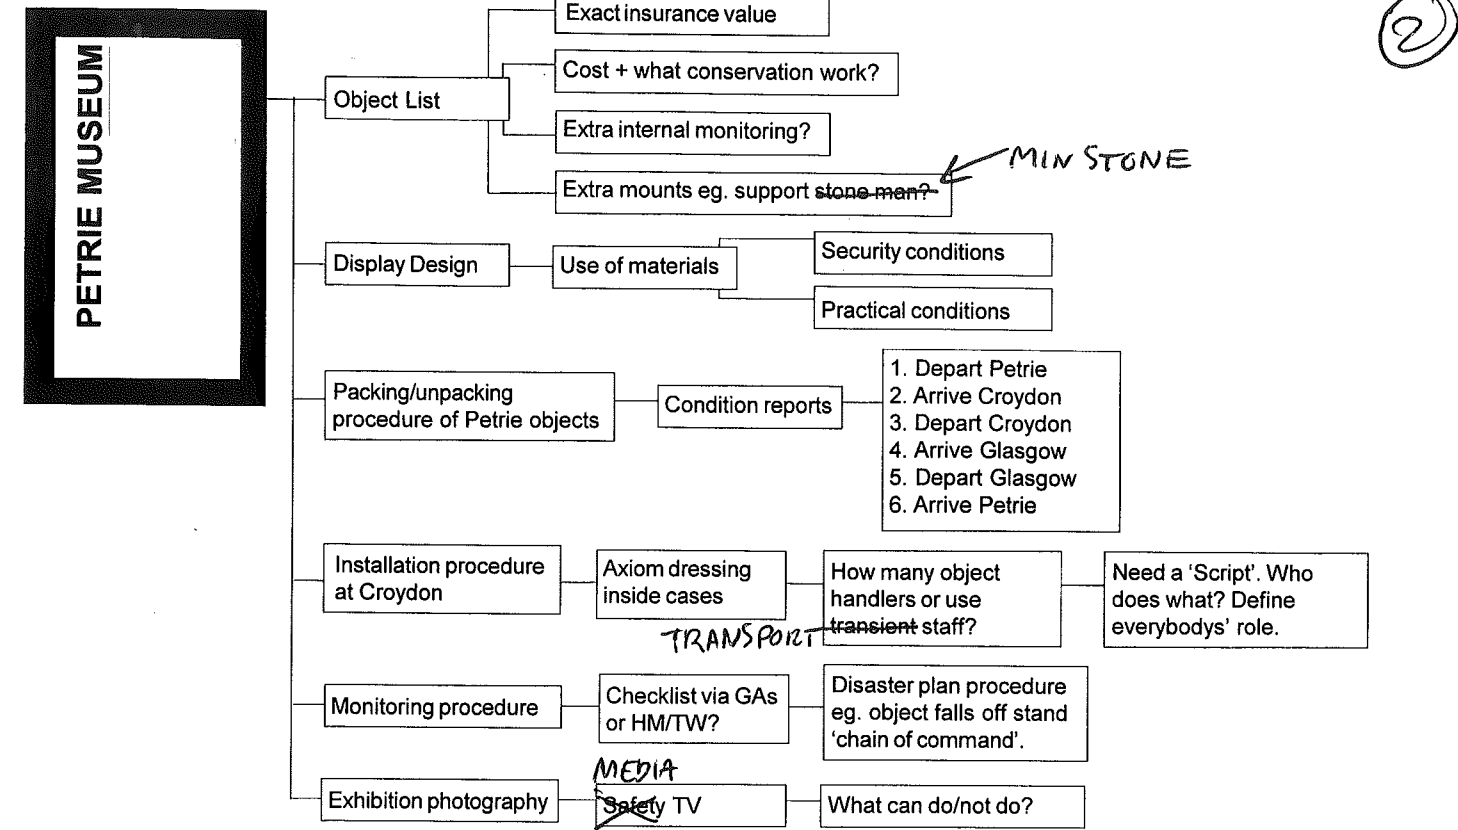 PETRIE MUSEUM
2
Object List
Exact insurance value
Cost + what conservation work?
Extra internal monitoring?
Extra mounts eg. support stone man?
MIN STONE
Display Design
Use of materials
Security conditions
Practical conditions
Packing/unpacking
procedure of Petrie objects
Condition reports
1. Depart Petrie
2. Arrive Croydon
3. Depart Croydon
4. Arrive Glasgow
5. Depart Glasgow
6. Arrive Petrie
Installation procedure
at Croydon
Axiom dressing
inside cases
How many object
handlers or use
transient staff?
TRANSPORT
Need a ‘Script’. Who
does what? Define
everybodys’ role.
Monitoring procedure
Checklist via GAs
or HM/TW?
Disaster plan procedure
eg. object falls off stand
‘chain of command’.
Exhibition photography
MEDIA
Safety TV
What can do/not do?